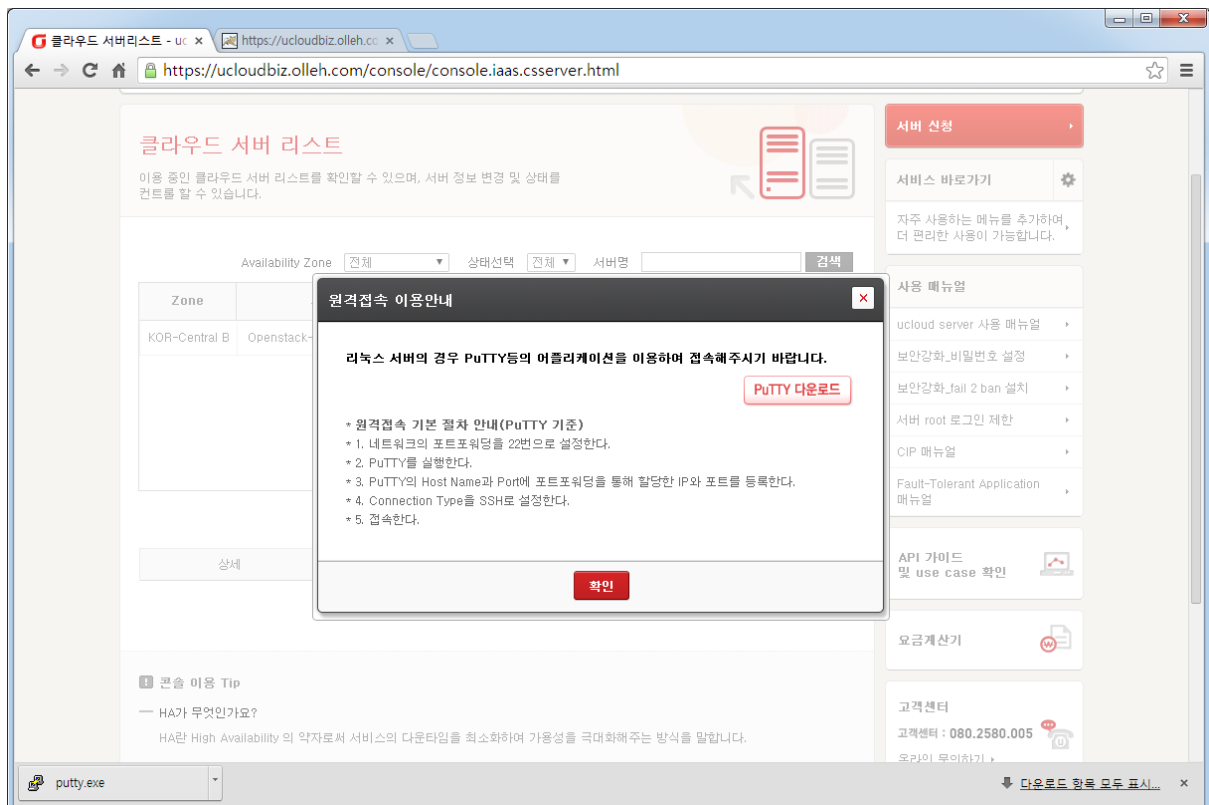 클라우드 서버리스트 - uc
https://ucloudbiz.olleh.co
https://ucloudbiz.olleh.com/console/console.iaas.csserver.html
클라우드 서버 리스트
이용 중인 클라우드 서버 리스트를 확인할 수 있으며, 서버 정보 변경 및 상태를
컨트롤 할 수 있습니다.
Availability Zone 전체 상태선택 전체 서버명 검색
Zone
KOR-Central B Openstack-
원격접속 이용안내
리눅스 서버의 경우 PuTTY등의 어플리케이션을 이용하여 접속해주시기 바랍니다.
PuTTY 다운로드
* 원격접속 기본 절차 안내(PuTTY 기준)
* 1. 네트워크의 포트포워딩을 22번으로 설정한다.
* 2. PuTTY를 실행한다.
* 3. PuTTY의 Host Name과 Port에 포트포워딩을 통해 할당한 IP와 포트를 등록한다.
* 4. Connection Type을 SSH로 설정한다.
* 5. 접속한다.
확인
상세
콘솔 이용 Tip
HA가 무엇인가요?
HA란 High Availability 의 약자로써 서비스의 다운타임을 최소화하여 가용성을 극대화해주는 방식을 말합니다.
서버 신청
서비스 바로가기
자주 사용하는 메뉴를 추가하여
더 편리한 사용이 가능합니다.
사용 매뉴얼
ucloud server 사용 매뉴얼
보안강화_비밀번호 설정
보안강화_fail 2 ban 설치
서버 root 로그인 제한
CIP 매뉴얼
Fault-Tolerant Application
매뉴얼
API 가이드
및 use case 확인
요금계산기
고객센터
고객센터 : 080.2580.005
온라인 문의하기
putty.exe
다운로드 항목 모두 표시...